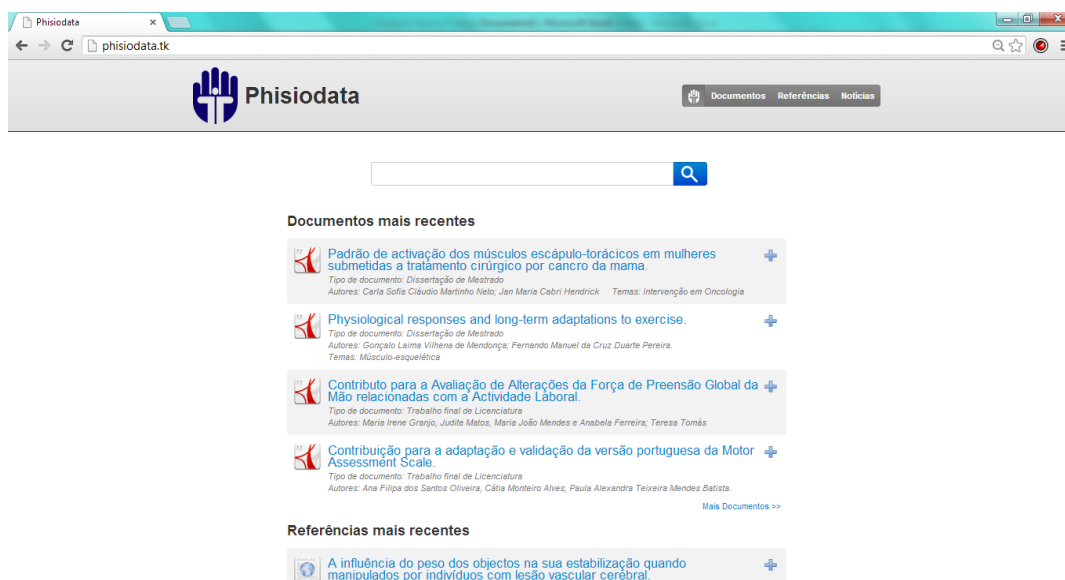 Phisiodata
phisiodata.tk
Phisiodata
Documentos Referências Notícias
Documentos mais recentes
Padrão de activação dos músculos escápulo-torácicos em mulheres
submetidas a tratamento cirúrgico por cancro da mama.
Tipo de documento: Dissertação de Mestrado
Autores: Carla Sofia Cláudio Martinho Neto; Jan Maria Cabri Hendrick Temas: Intervenção em Oncologia
Physiological responses and long-term adaptations to exercise.
Tipo de documento: Dissertação de Mestrado
Autores: Gonçalo Laima Vilhena de Mendonça; Fernando Manuel da Cruz Duarte Pereira.
Temas: Músculo-esquelética
Contributo para a Avaliação de Alterações da Força de Preensão Global da
Mão relacionadas com a Actividade Laboral.
Tipo de documento: Trabalho final de Licenciatura
Autores: Maria Irene Granjo, Judite Matos, Maria João Mendes e Anabela Ferreira; Teresa Tomás
Contribuição para a adaptação e validação da versão portuguesa da Motor
Assessment Scale.
Tipo de documento: Trabalho final de Licenciatura
Autores: Ana Filipa dos Santos Oliveira, Cátia Monteiro Alves, Paula Alexandra Teixeira Mendes Batista.
Mais Documentos >>
Referências mais recentes
A influência do peso dos objectos na sua estabilização quando
manipulados por indivíduos com lesão vascular cerebral.